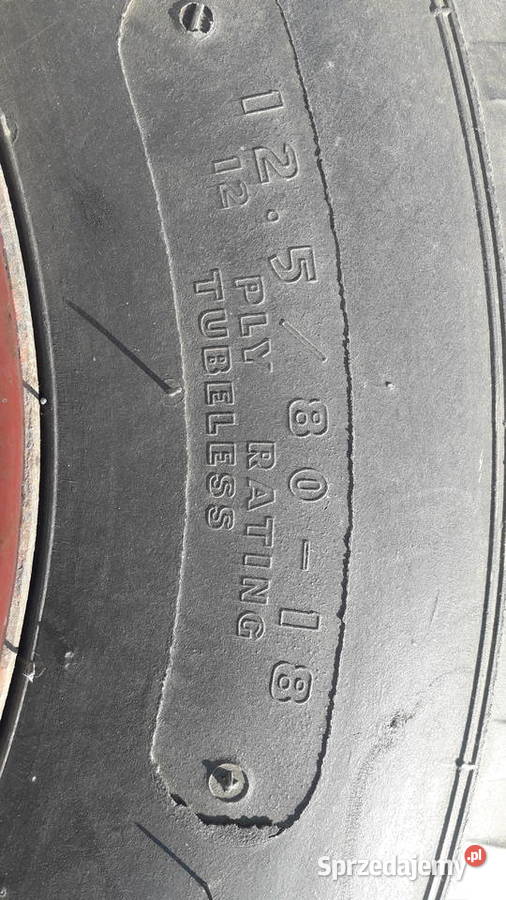 12.5/80-18
12 PLY RATING
TUBELESS
Sprzedajemy.pl